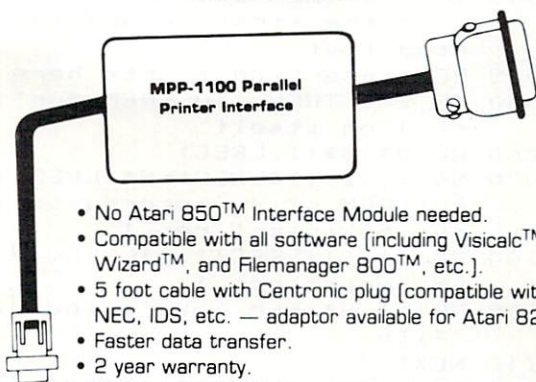 MPP-1100 Parallel
Printer Interface
• No Atari 850™ Interface Module needed.
• Compatible with all software (including Visicalc™
Wizard™, and Filemanager 800™, etc.).
• 5 foot cable with Centronic plug (compatible wit
NEC, IDS, etc. — adaptor available for Atari 82
• Faster data transfer.
• 2 year warranty.